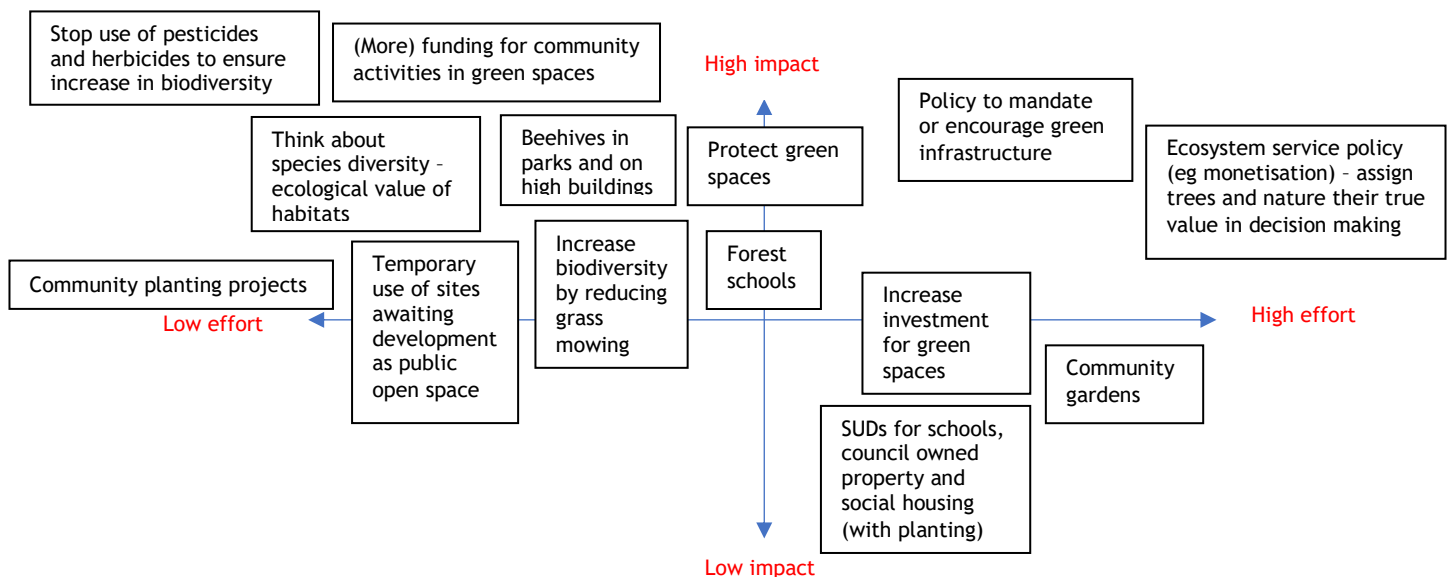 Stop use of pesticides
and herbicides to ensure
increase in biodiversity
(More) funding for community
activities in green spaces
High impact
Policy to mandate
or encourage green
infrastructure
Think about
species diversity –
ecological value of
habitats
Beehives in
parks and on
high buildings
Protect green
spaces
Ecosystem service policy
(eg monetisation) – assign
trees and nature their true
value in decision making
Community planting projects
Temporary
use of sites
awaiting
development
as public
open space
Increase
biodiversity
by reducing
grass
mowing
Forest
schools
Increase
investment
for green
spaces
Low effort
High effort
Community
gardens
SUDs for schools,
council owned
property and
social housing
(with planting)
Low impact